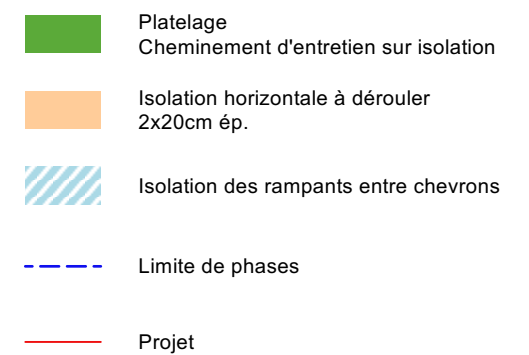 Platelage
Cheminement d'entretien sur isolation
Isolation horizontale à dérouler
2x20cm ép.
Isolation des rampants entre chevrons
Limite de phases
Projet